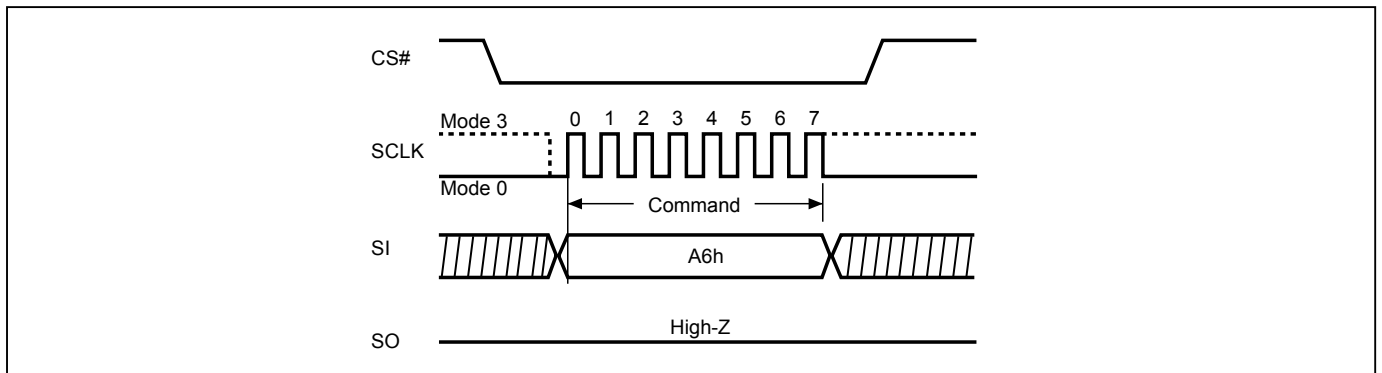 CS#
Mode 3 0 1 2 3 4 5 6 7
SCLK
Mode 0
Command
SI A6h
High-Z
SO